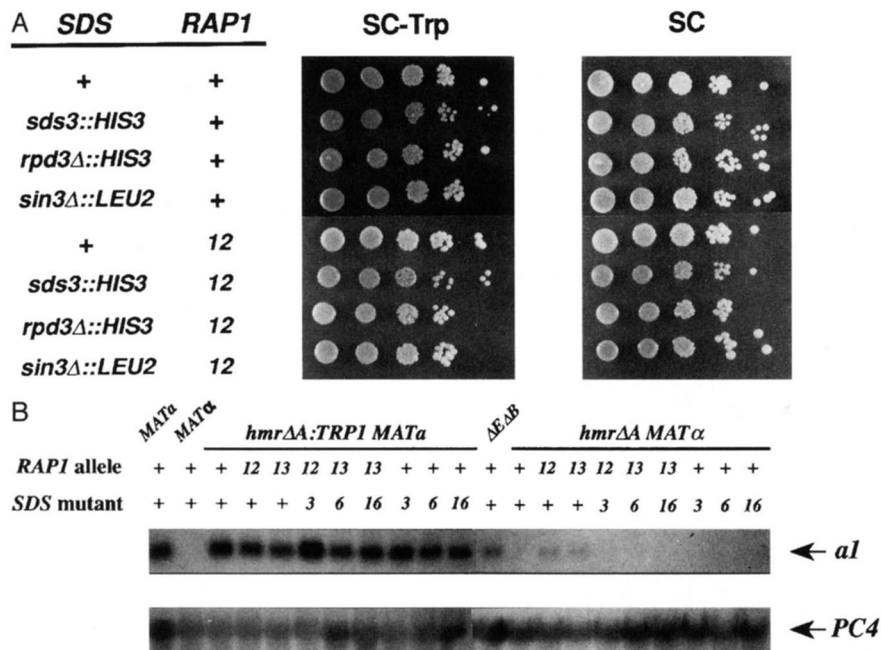 A SDS RAP1 SC-Trp SC
+ +
sds3::HIS3 +
rpd3Δ::HIS3 +
sin3Δ::LEU2 +
+ 12
sds3::HIS3 12
rpd3Δ::HIS3 12
sin3Δ::LEU2 12
B MATa MATα hmrΔA:TRP1 MATa ΔEΔB hmrΔA MATα
RAP1 allele + + + 12 13 12 13 13 + + + + + 12 13 12 13 13 + + +
SDS mutant + + + + + 3 6 16 3 6 16 + + + + 3 6 16 3 6 16
a1
PC4